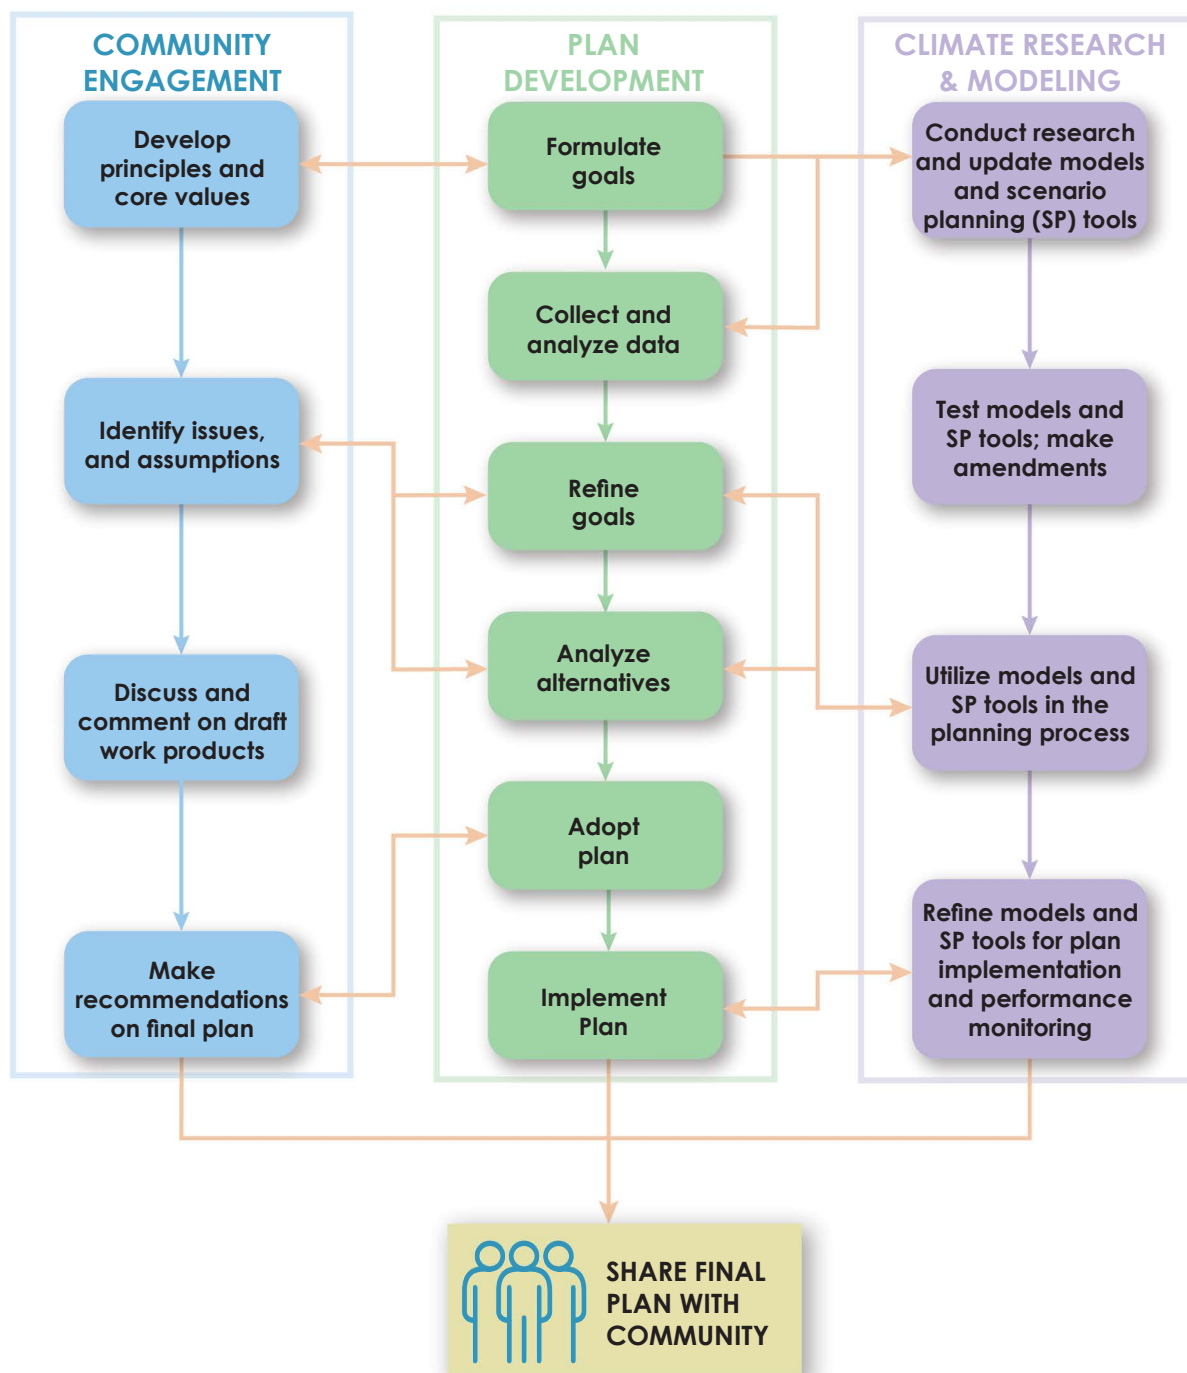 COMMUNITY
ENGAGEMENT
Develop
principles and
core values
Identify issues,
and assumptions
Discuss and
comment on draft
work products
Make
recommendations
on final plan
PLAN
DEVELOPMENT
Formulate
goals
Collect and
analyze data
Refine
goals
Analyze
alternatives
Adopt
plan
Implement
Plan
CLIMATE RESEARCH
& MODELING
Conduct research
and update models
and scenario
planning (SP) tools
Test models and
SP tools; make
amendments
Utilize models and
SP tools in the
planning process
Refine models and
SP tools for plan
implementation
and performance
monitoring
SHARE FINAL
PLAN WITH
COMMUNITY